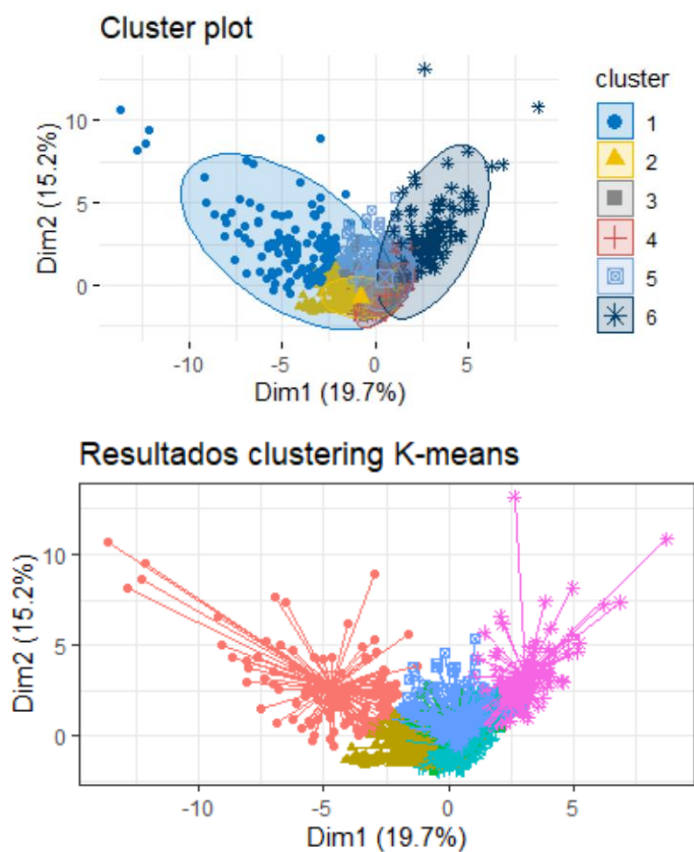 Cluster plot
10
5
0
Dim2 (15.2%)
-10
-5
0
5
Dim1 (19.7%)
cluster
1
2
3
4
5
6
Resultados clustering K-means
10
5
0
Dim2 (15.2%)
-10
-5
0
5
Dim1 (19.7%)